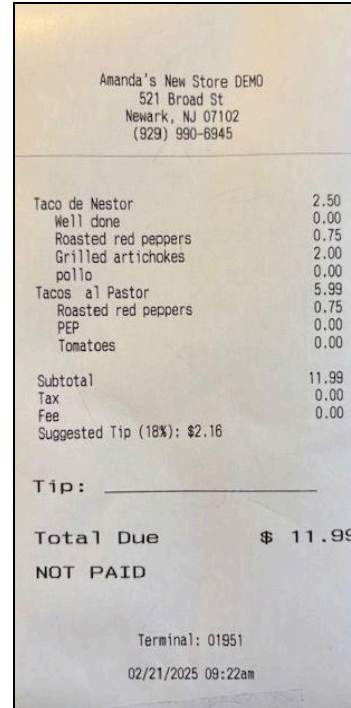 Amanda's New Store DEMO
521 Broad St
Newark, NJ 07102
(929) 990-6945
Taco de Nestor 2.50
Well done 0.00
Roasted red peppers 0.75
Grilled artichokes 2.00
pollo 0.00
Tacos al Pastor 5.99
Roasted red peppers 0.75
PEP 0.00
Tomatoes 0.00
Subtotal 11.99
Tax 0.00
Fee 0.00
Suggested Tip (18%): $2.16
Tip:
Total Due $ 11.99
NOT PAID
Terminal: 01951
02/21/2025 09:22am